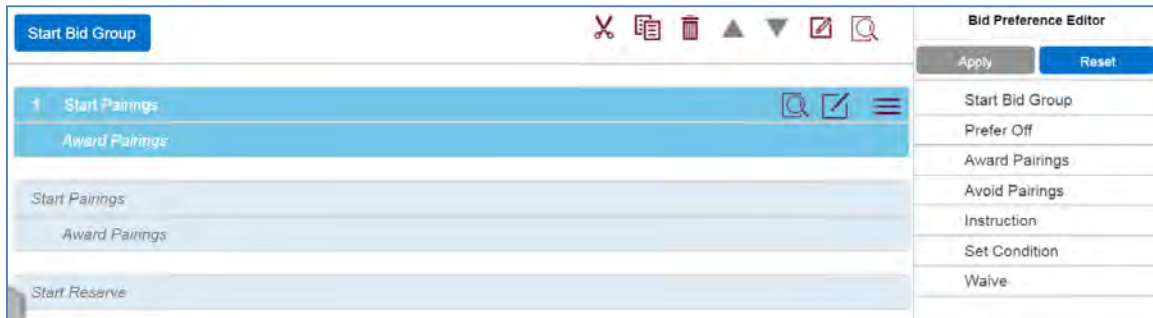 Start Bid Group
1 Start Pairings
Award Pairings
Start Pairings
Award Pairings
Start Reserve
Bid Preference Editor
Apply Reset
Start Bid Group
Prefer Off
Award Pairings
Avoid Pairings
Instruction
Set Condition
Waive